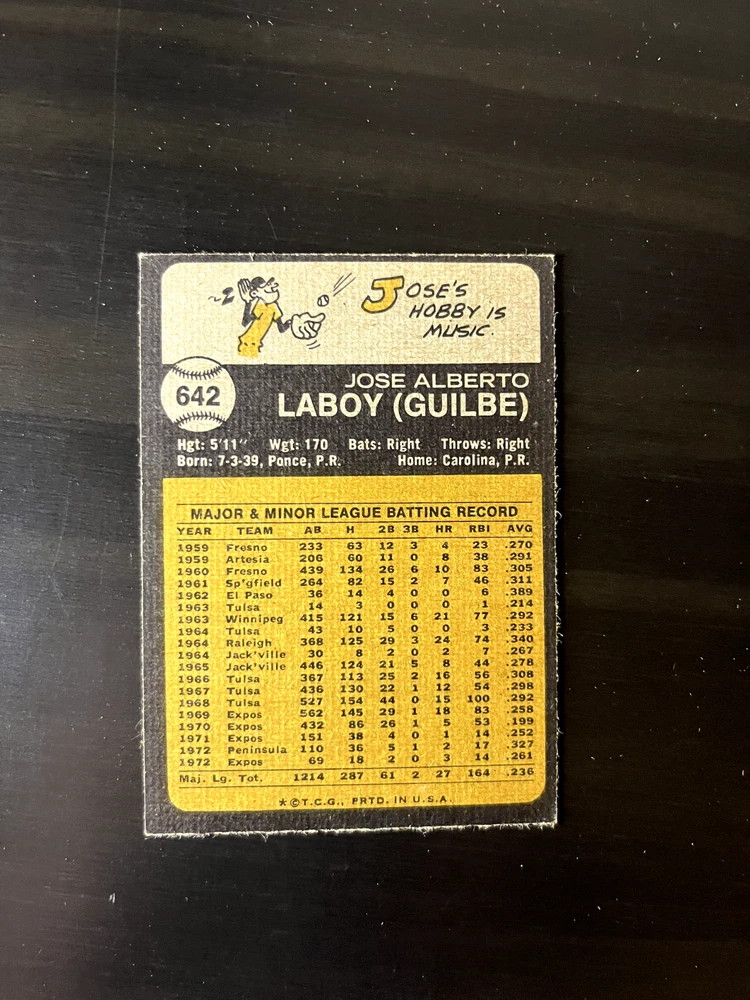 JOSE'S
HOBBY IS
MUSIC.
642
JOSE ALBERTO
LABOY (GUILBE)
Hgt: 5'11" Wgt: 170 Bats: Right Throws: Right
Born: 7-3-39, Ponce, P.R. Home: Carolina, P.R.
MAJOR & MINOR LEAGUE BATTING RECORD
YEAR TEAM AB H 2B 3B HR RBI AVG
1959 Fresno 233 63 12 3 4 23 .270
1959 Artesia 206 60 11 0 8 38 .291
1960 Fresno 439 134 26 6 10 83 .305
1961 Sp'gfield 264 82 15 2 7 46 .311
1962 El Paso 36 14 4 0 0 6 .389
1963 Tulsa 14 3 0 0 0 1 .214
1963 Winnipeg 415 121 15 6 21 77 .292
1964 Tulsa 43 10 5 0 0 3 .233
1964 Raleigh 368 125 29 3 24 74 .340
1964 Jack'ville 30 8 2 0 2 7 .267
1965 Jack'ville 446 124 21 5 8 44 .278
1966 Tulsa 367 113 25 2 16 56 .308
1967 Tulsa 436 130 22 1 12 54 .298
1968 Tulsa 527 154 44 0 15 100 .292
1969 Expos 562 145 29 1 18 83 .258
1970 Expos 432 86 26 1 5 53 .199
1971 Expos 151 38 4 0 1 14 .252
1972 Peninsula 110 36 5 1 2 17 .327
1972 Expos 69 18 2 0 3 14 .261
Maj. Lg. Tot. 1214 287 61 2 27 164 .236
*©T.C.G., PRTD. IN U.S.A.